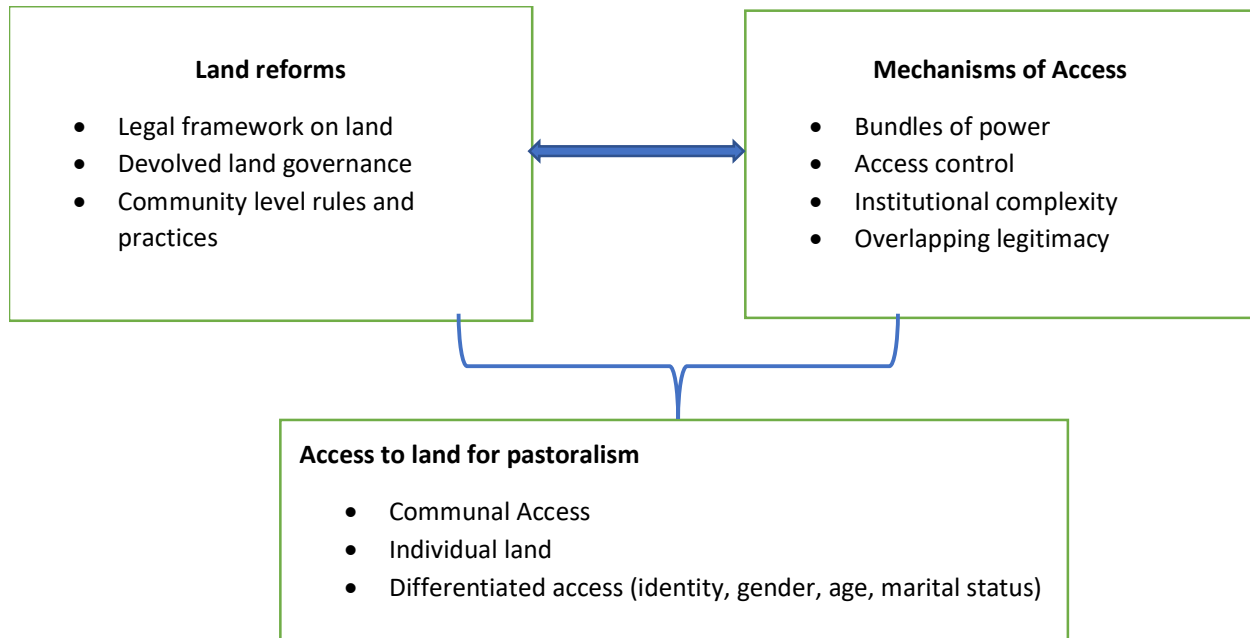 Land reforms
• Legal framework on land
• Devolved land governance
• Community level rules and
practices
Mechanisms of Access
• Bundles of power
• Access control
• Institutional complexity
• Overlapping legitimacy
Access to land for pastoralism
• Communal Access
• Individual land
• Differentiated access (identity, gender, age, marital status)